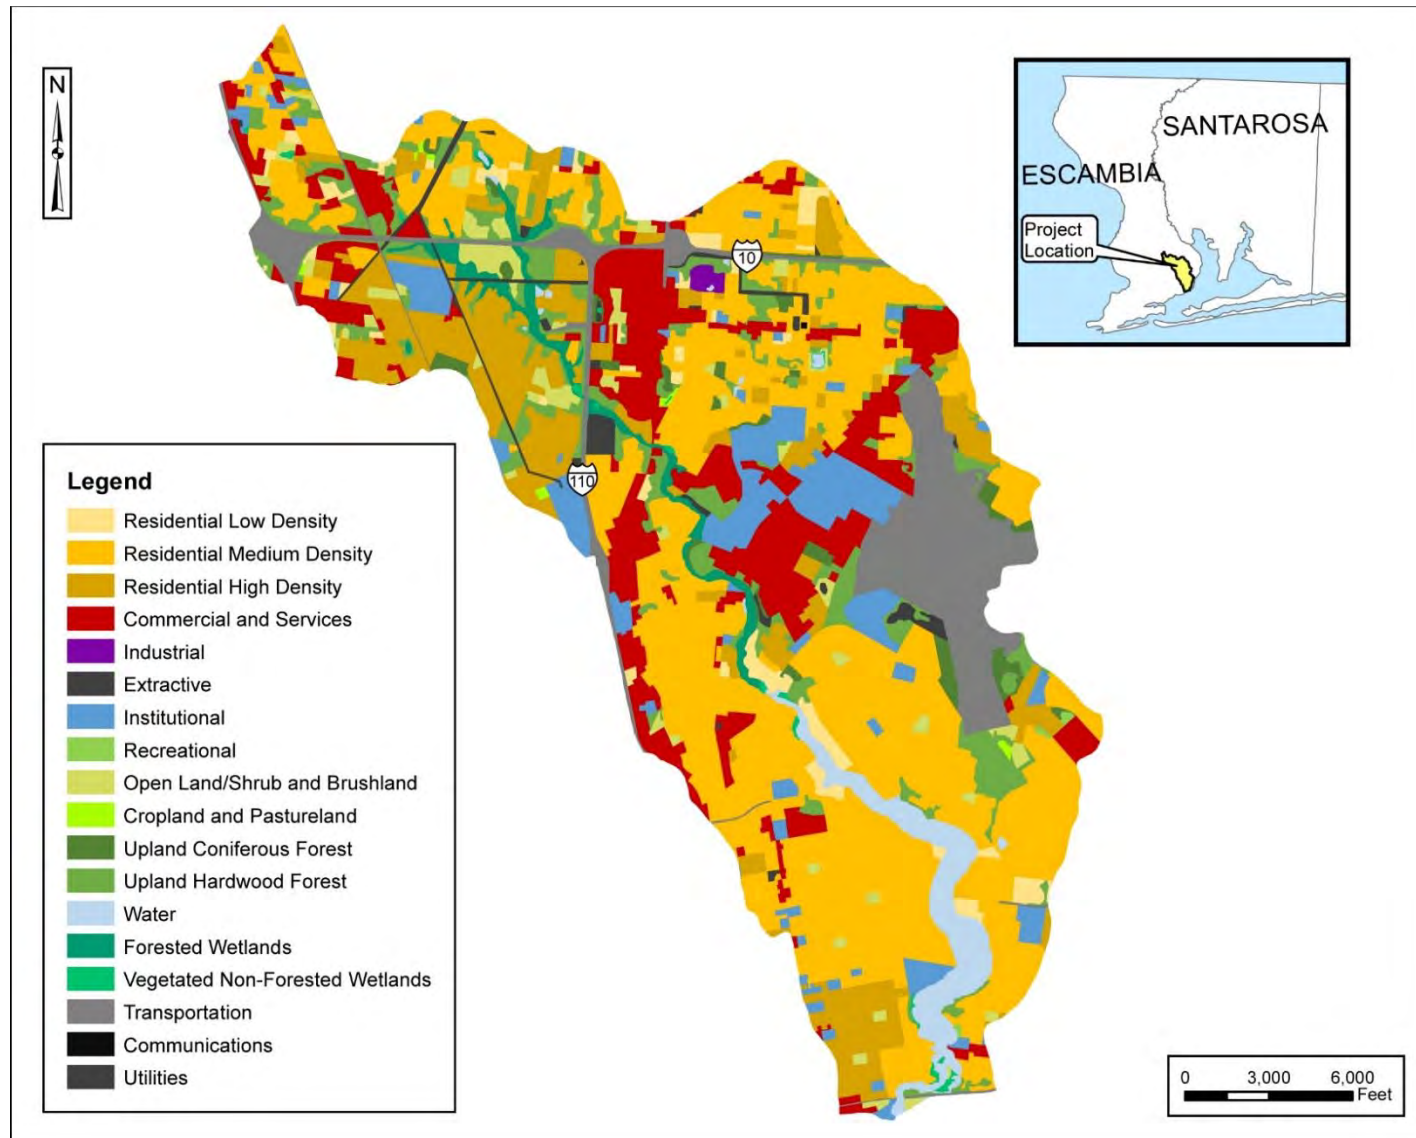 N
SANTAROSA
ESCAMBIA
Project
Location
10
110
Legend
Residential Low Density
Residential Medium Density
Residential High Density
Commercial and Services
Industrial
Extractive
Institutional
Recreational
Open Land/Shrub and Brushland
Cropland and Pastureland
Upland Coniferous Forest
Upland Hardwood Forest
Water
Forested Wetlands
Vegetated Non-Forested Wetlands
Transportation
Communications
Utilities
0 3,000 6,000
Feet